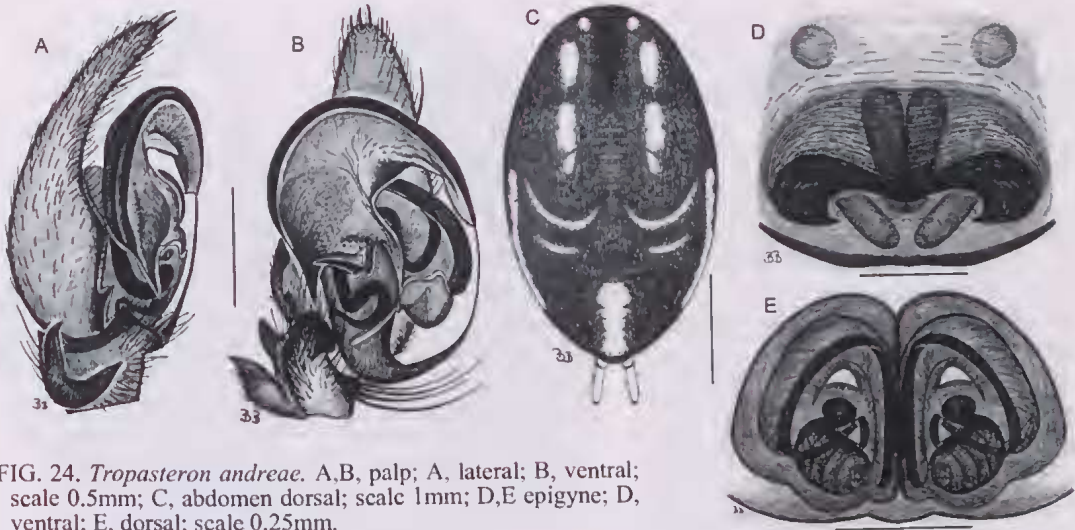 A
B
C
D
E
FIG. 24. Tropasteron andreae. A,B, palp; A, lateral; B, ventral;
scale 0.5mm; C, abdomen dorsal; scale 1mm; D,E epigyne; D,
ventral; E, dorsal; scale 0.25mm.